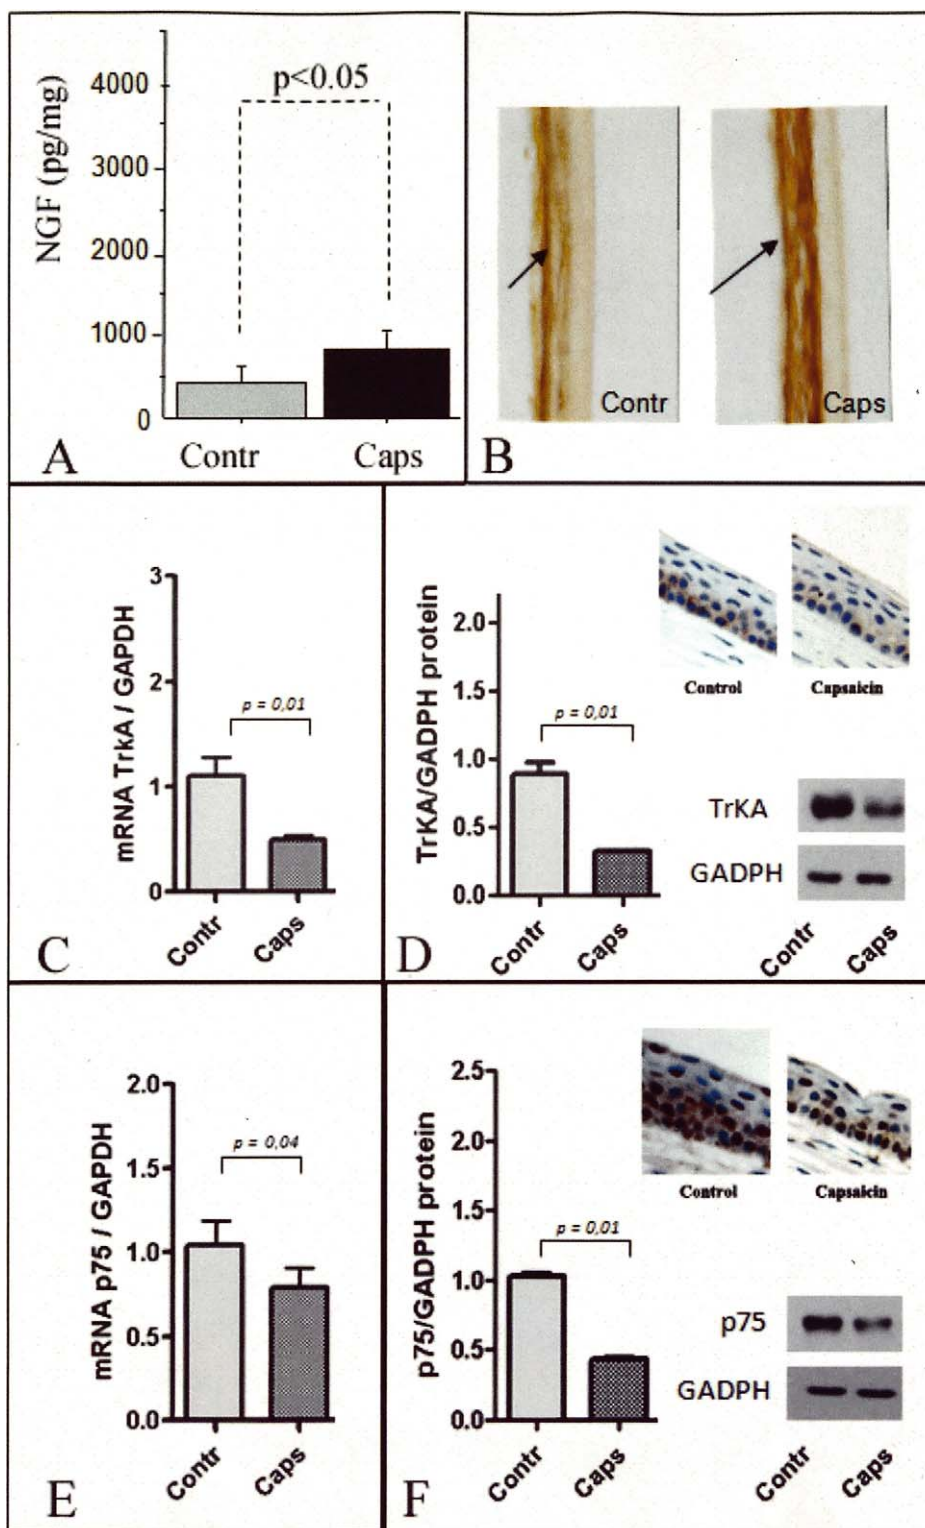 p<0.05
NGF (pg/mg)
4000
3000
2000
1000
0
Contr
Caps
A
Contr
Caps
B
mRNA TrkA / GAPDH
3
2
1
0
p = 0,01
Contr
Caps
C
TrKA/GADPH protein
2.0
1.5
1.0
0.5
0.0
p = 0,01
Contr
Caps
D
Control
Capsaicin
TrKA
GADPH
Contr
Caps
mRNA p75 / GAPDH
2.0
1.5
1.0
0.5
0.0
p = 0,04
Contr
Caps
E
p75/GADPH protein
2.5
2.0
1.5
1.0
0.5
0.0
p = 0,01
Contr
Caps
F
Control
Capsaicin
p75
GADPH
Contr
Caps